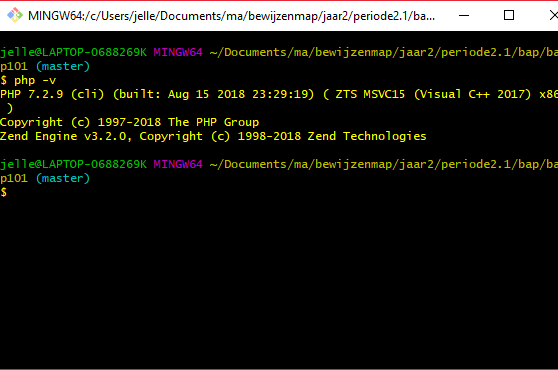 MINGW64:/c/Users/jelle/Documents/ma/bewijzenmap/jaar2/periode2.1/ba...
jelle@LAPTOP-0688269K MINGW64 ~/Documents/ma/bewijzenmap/jaar2/periode2.1/bap/ba
p101 (master)
$ php -v
PHP 7.2.9 (cli) (built: Aug 15 2018 23:29:19) ( ZTS MSVC15 (Visual C++ 2017) x86
)
Copyright (c) 1997-2018 The PHP Group
Zend Engine v3.2.0, Copyright (c) 1998-2018 Zend Technologies
jelle@LAPTOP-0688269K MINGW64 ~/Documents/ma/bewijzenmap/jaar2/periode2.1/bap/ba
p101 (master)
$